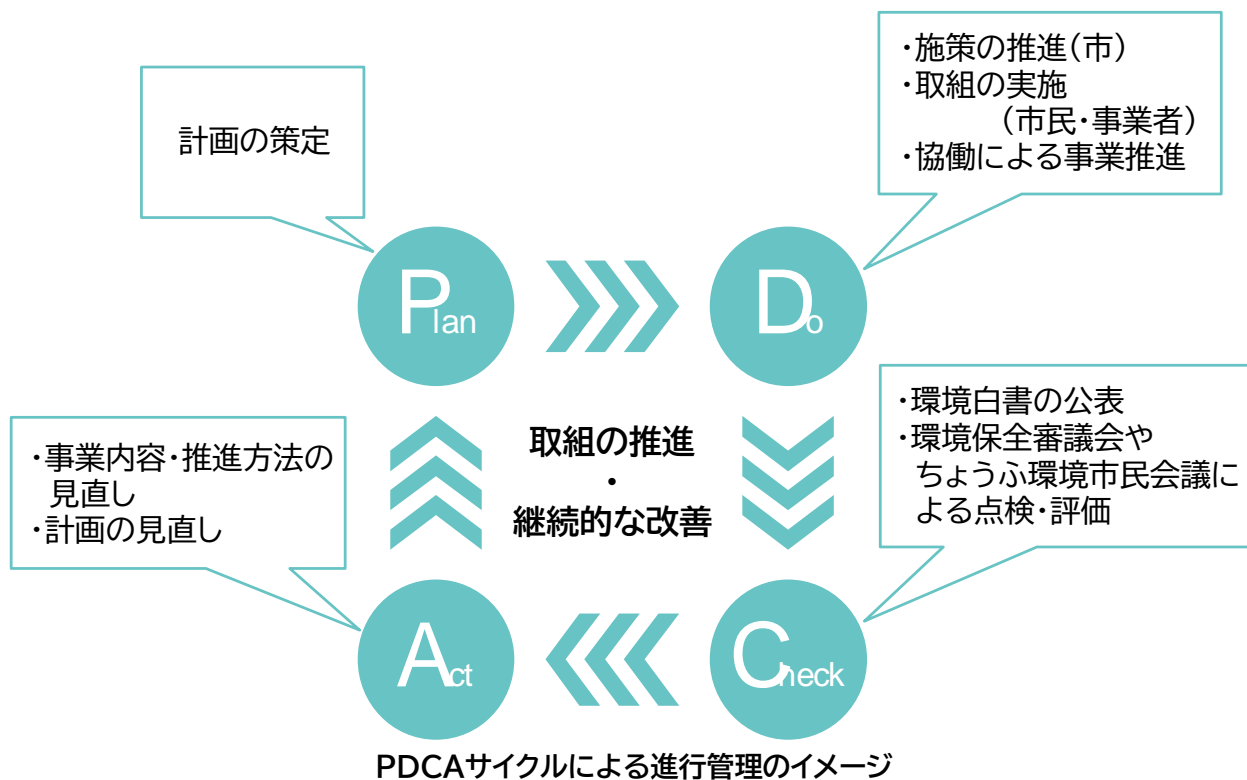 計画の策定
・施策の推進(市)
・取組の実施
(市民・事業者)
・協働による事業推進
Plan
Do
・事業内容・推進方法の
見直し
・計画の見直し
取組の推進
・
継続的な改善
・環境白書の公表
・環境保全審議会や
ちょうふ環境市民会議に
よる点検・評価
Act
Check
PDCAサイクルによる進行管理のイメージ